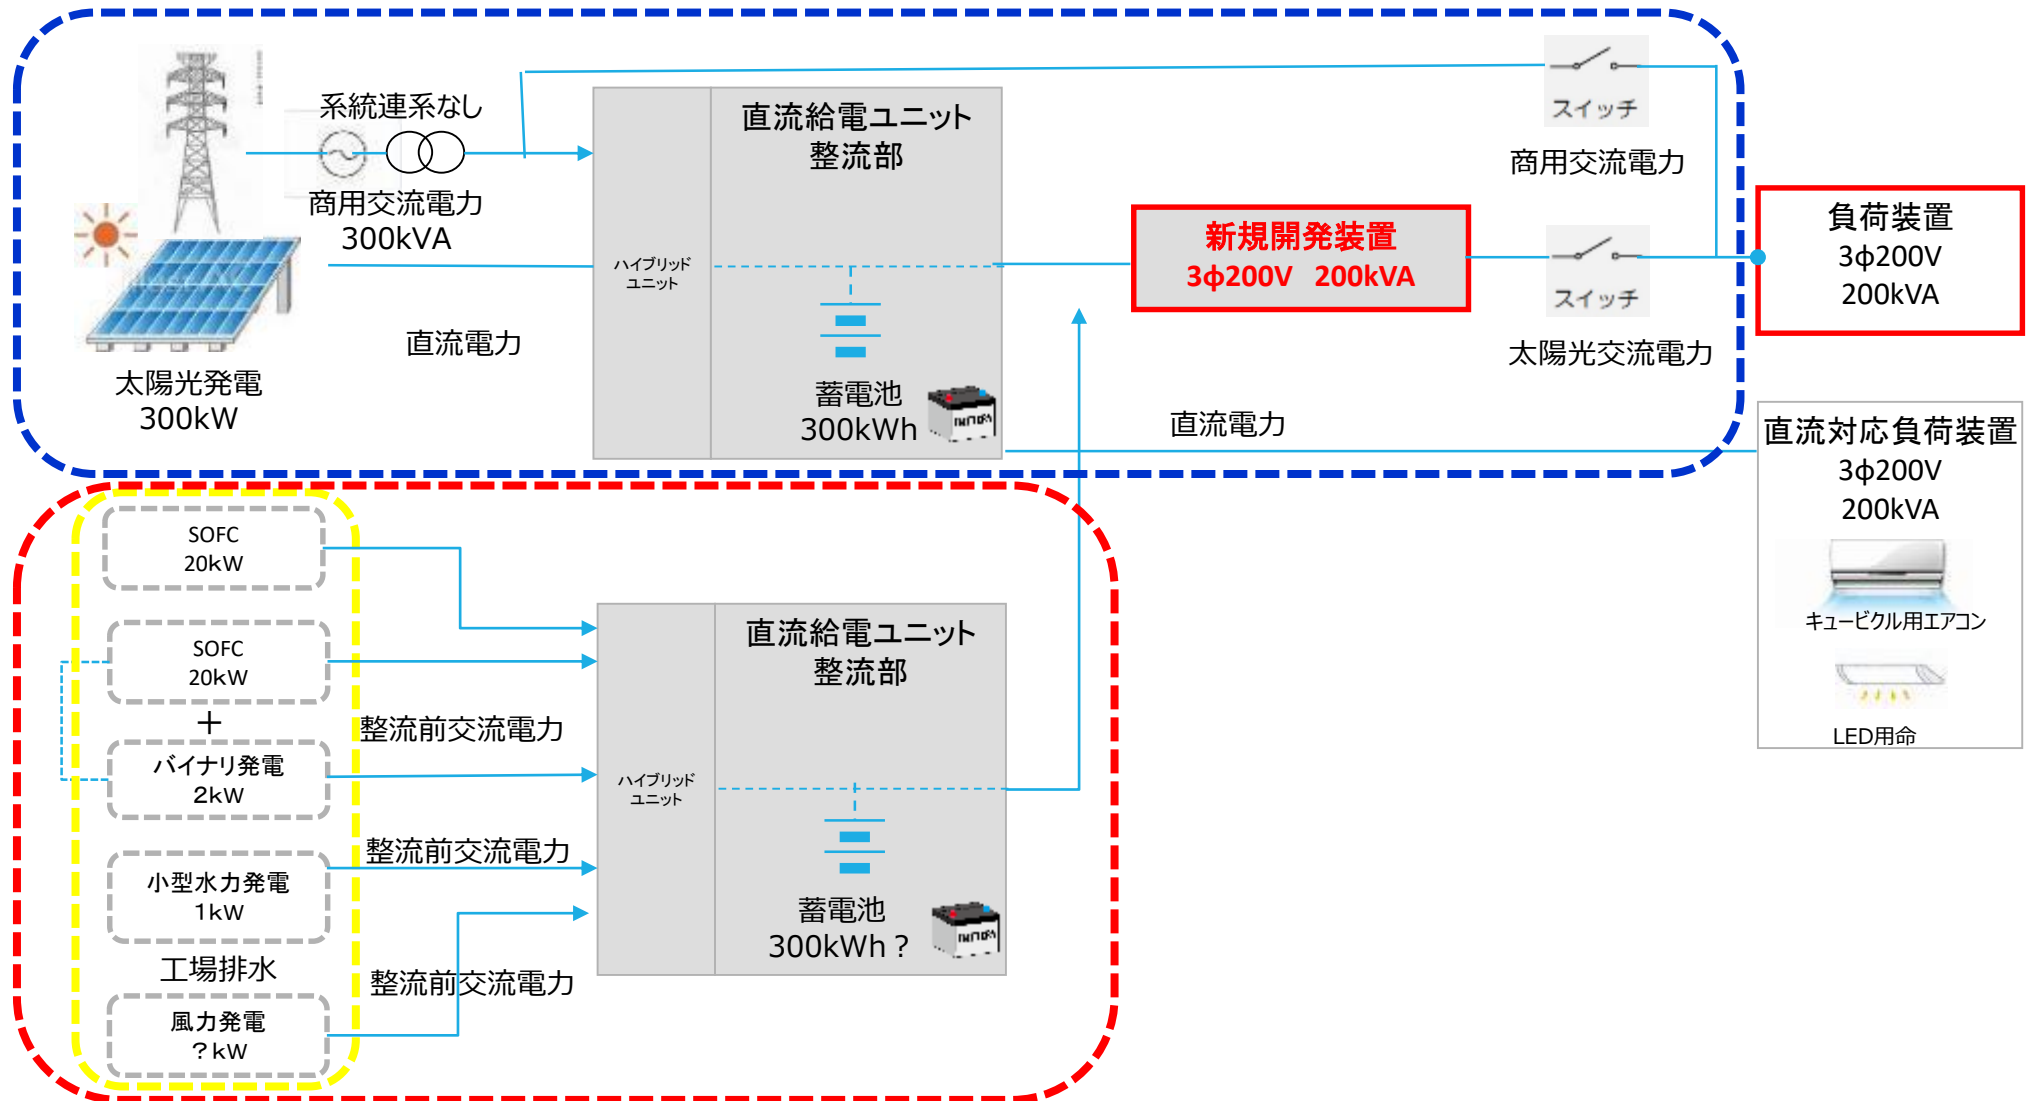 系統連系なし
商用交流電力
300kVA
太陽光発電
300kW
直流電力
ハイブリッド
ユニット
直流給電ユニット
整流部
蓄電池
300kWh
新規開発装置
3φ200V 200kVA
スイッチ
商用交流電力
スイッチ
太陽光交流電力
直流電力
負荷装置
3φ200V
200kVA
直流対応負荷装置
3φ200V
200kVA
キュービクル用エアコン
LED用命
SOFC
20kW
SOFC
20kW
＋
バイナリ発電
2kW
小型水力発電
1kW
工場排水
風力発電
？kW
整流前交流電力
整流前交流電力
整流前交流電力
ハイブリッド
ユニット
直流給電ユニット
整流部
蓄電池
300kWh？